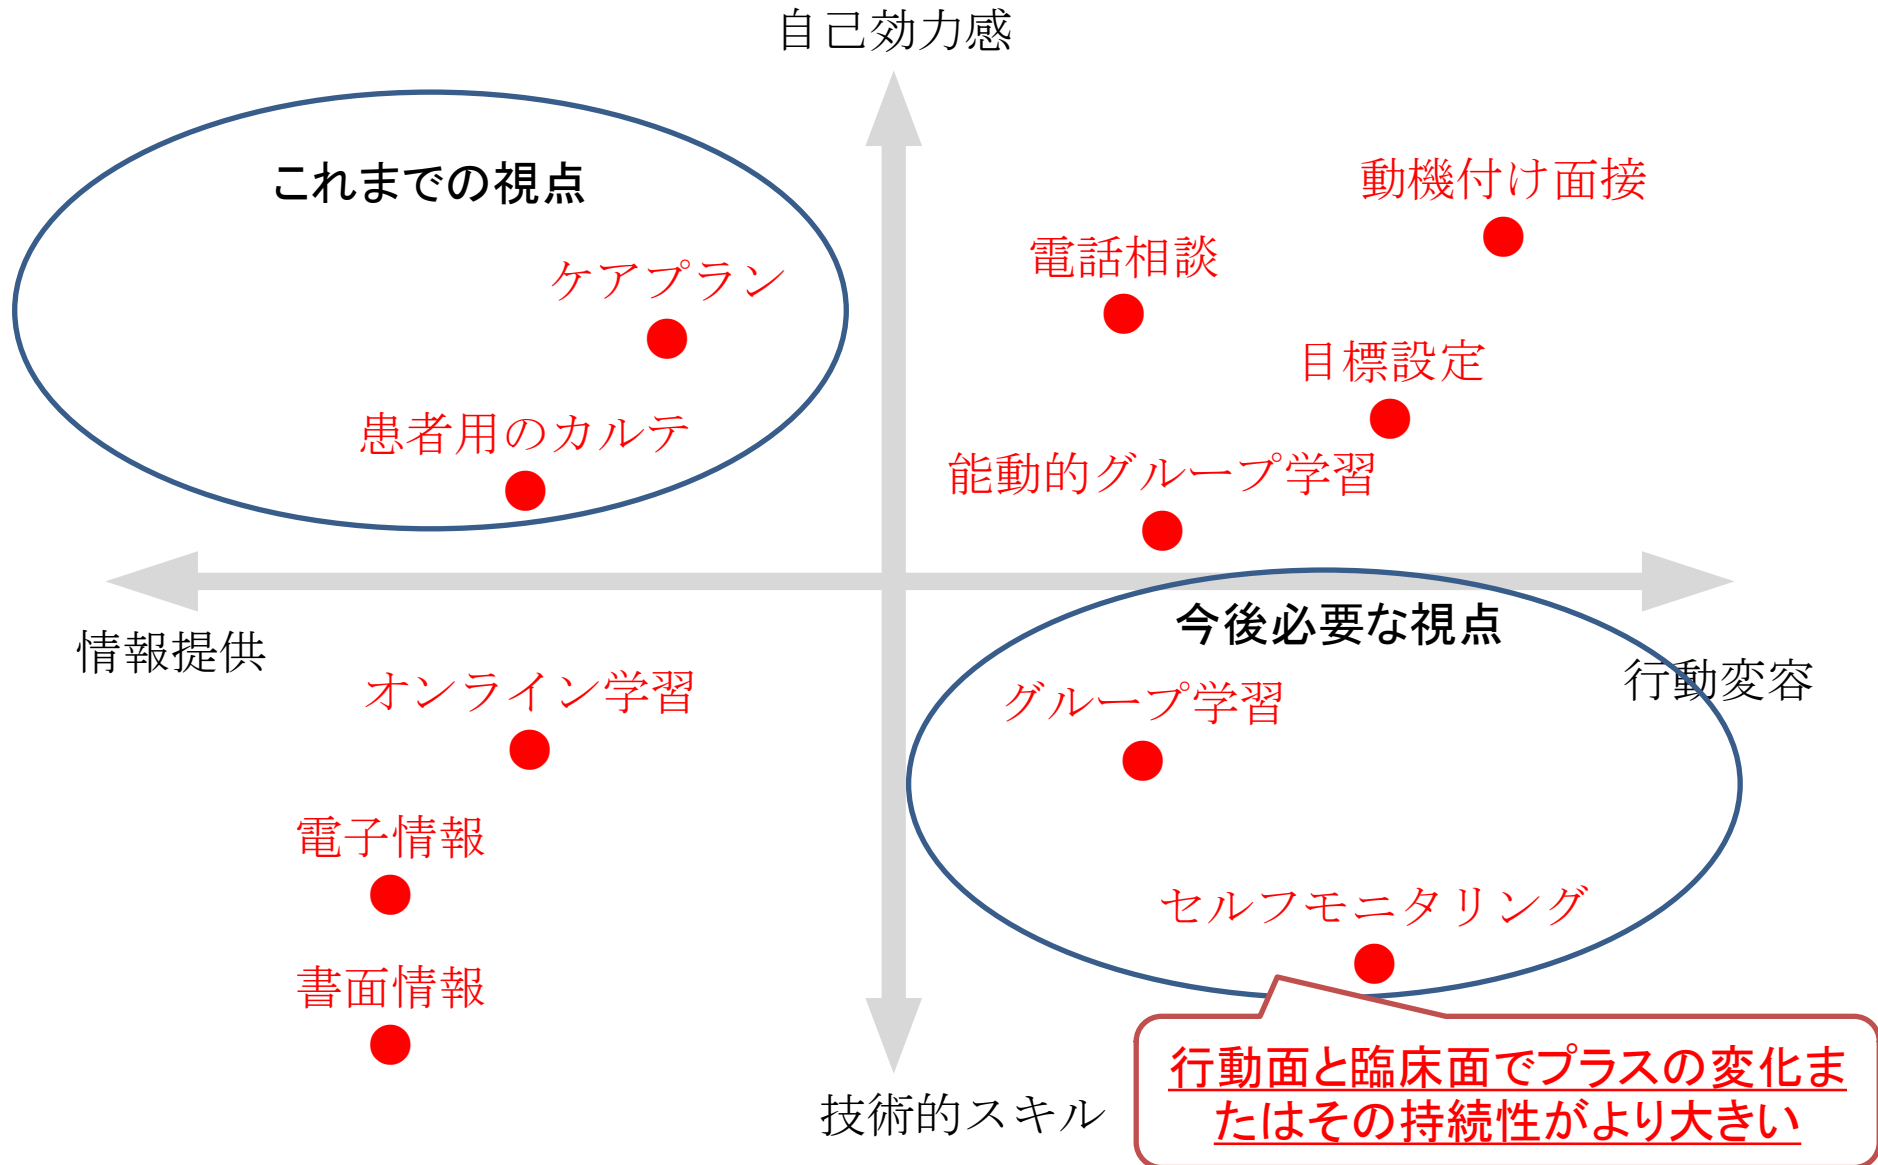 自己効力感
これまでの視点
動機付け面接
電話相談
ケアプラン
目標設定
患者用のカルテ
能動的グループ学習
情報提供
今後必要な視点
行動変容
オンライン学習
グループ学習
電子情報
セルフモニタリング
書面情報
技術的スキル
行動面と臨床面でプラスの変化ま
たはその持続性がより大きい